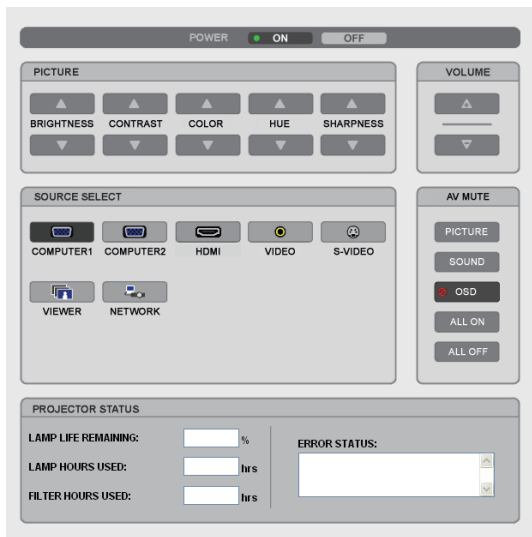 POWER ON OFF
PICTURE
BRIGHTNESS CONTRAST COLOR HUE SHARPNESS
VOLUME
SOURCE SELECT
COMPUTER1 COMPUTER2 HDMI VIDEO S-VIDEO
VIEWER NETWORK
AV MUTE
PICTURE
SOUND
OSD
ALL ON
ALL OFF
PROJECTOR STATUS
LAMP LIFE REMAINING: %
LAMP HOURS USED: hrs
FILTER HOURS USED: hrs
ERROR STATUS: